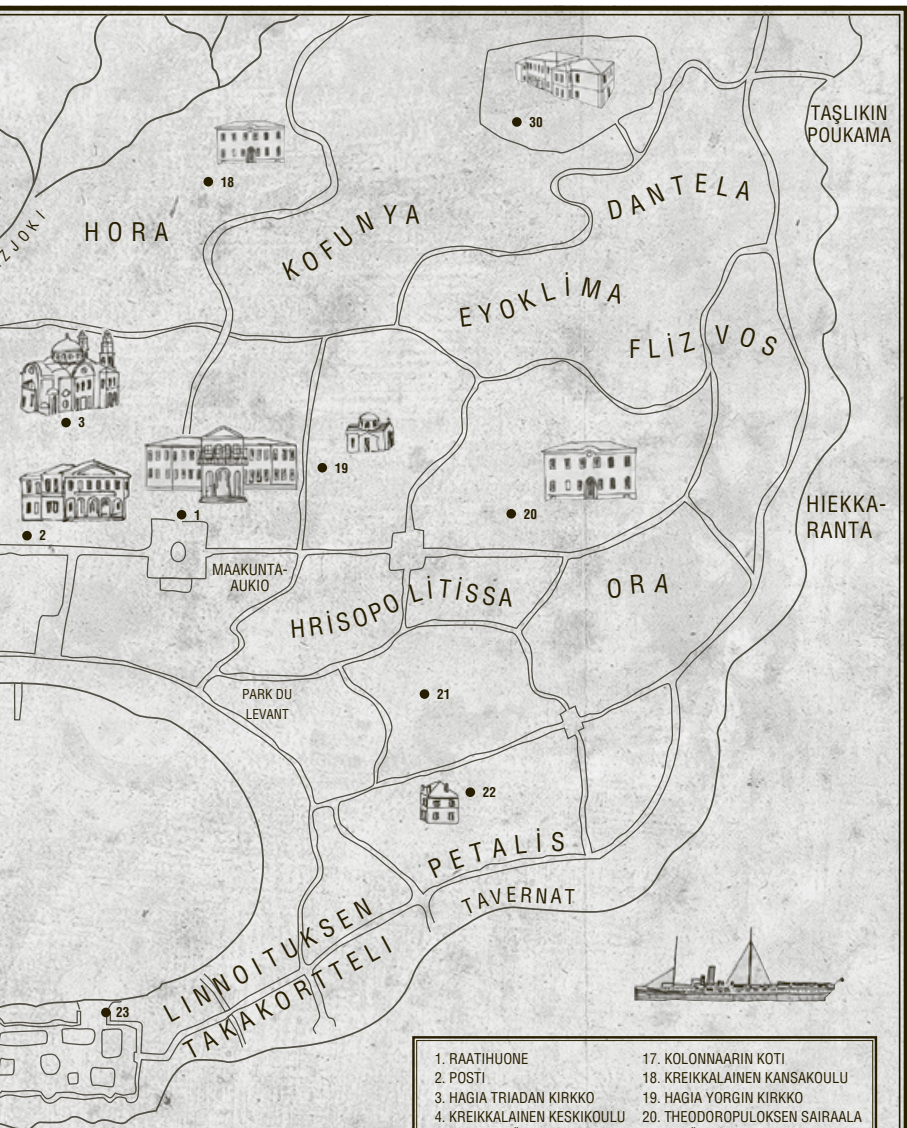 30
TAŞLIKIN
POUKAMA
18
DANTELA
HORA
KOFUNYA
EYOKLİMA
FLİZVOS
3
19
1
20
2
HIEKKA-
RANTA
MAAKUNTA-
AUKIO
HRİSOPOLİTİSSA
ORA
PARK DU
LEVANT
21
22
PETALİS
TAVERNAT
LINNOITUKSEN
TAKAKORTTELI
23
1. RAATIHUONE
2. POSTI
3. HAGIA TRIADAN KIRKKO
4. KREIKKALAINEN KESKIKOULU
17. KOLONNAARIN KOTI
18. KREIKKALAINEN KANSAKOULU
19. HAGIA YORGIN KIRKKO
20. THEODOROPULOKSEN SAIRAALA